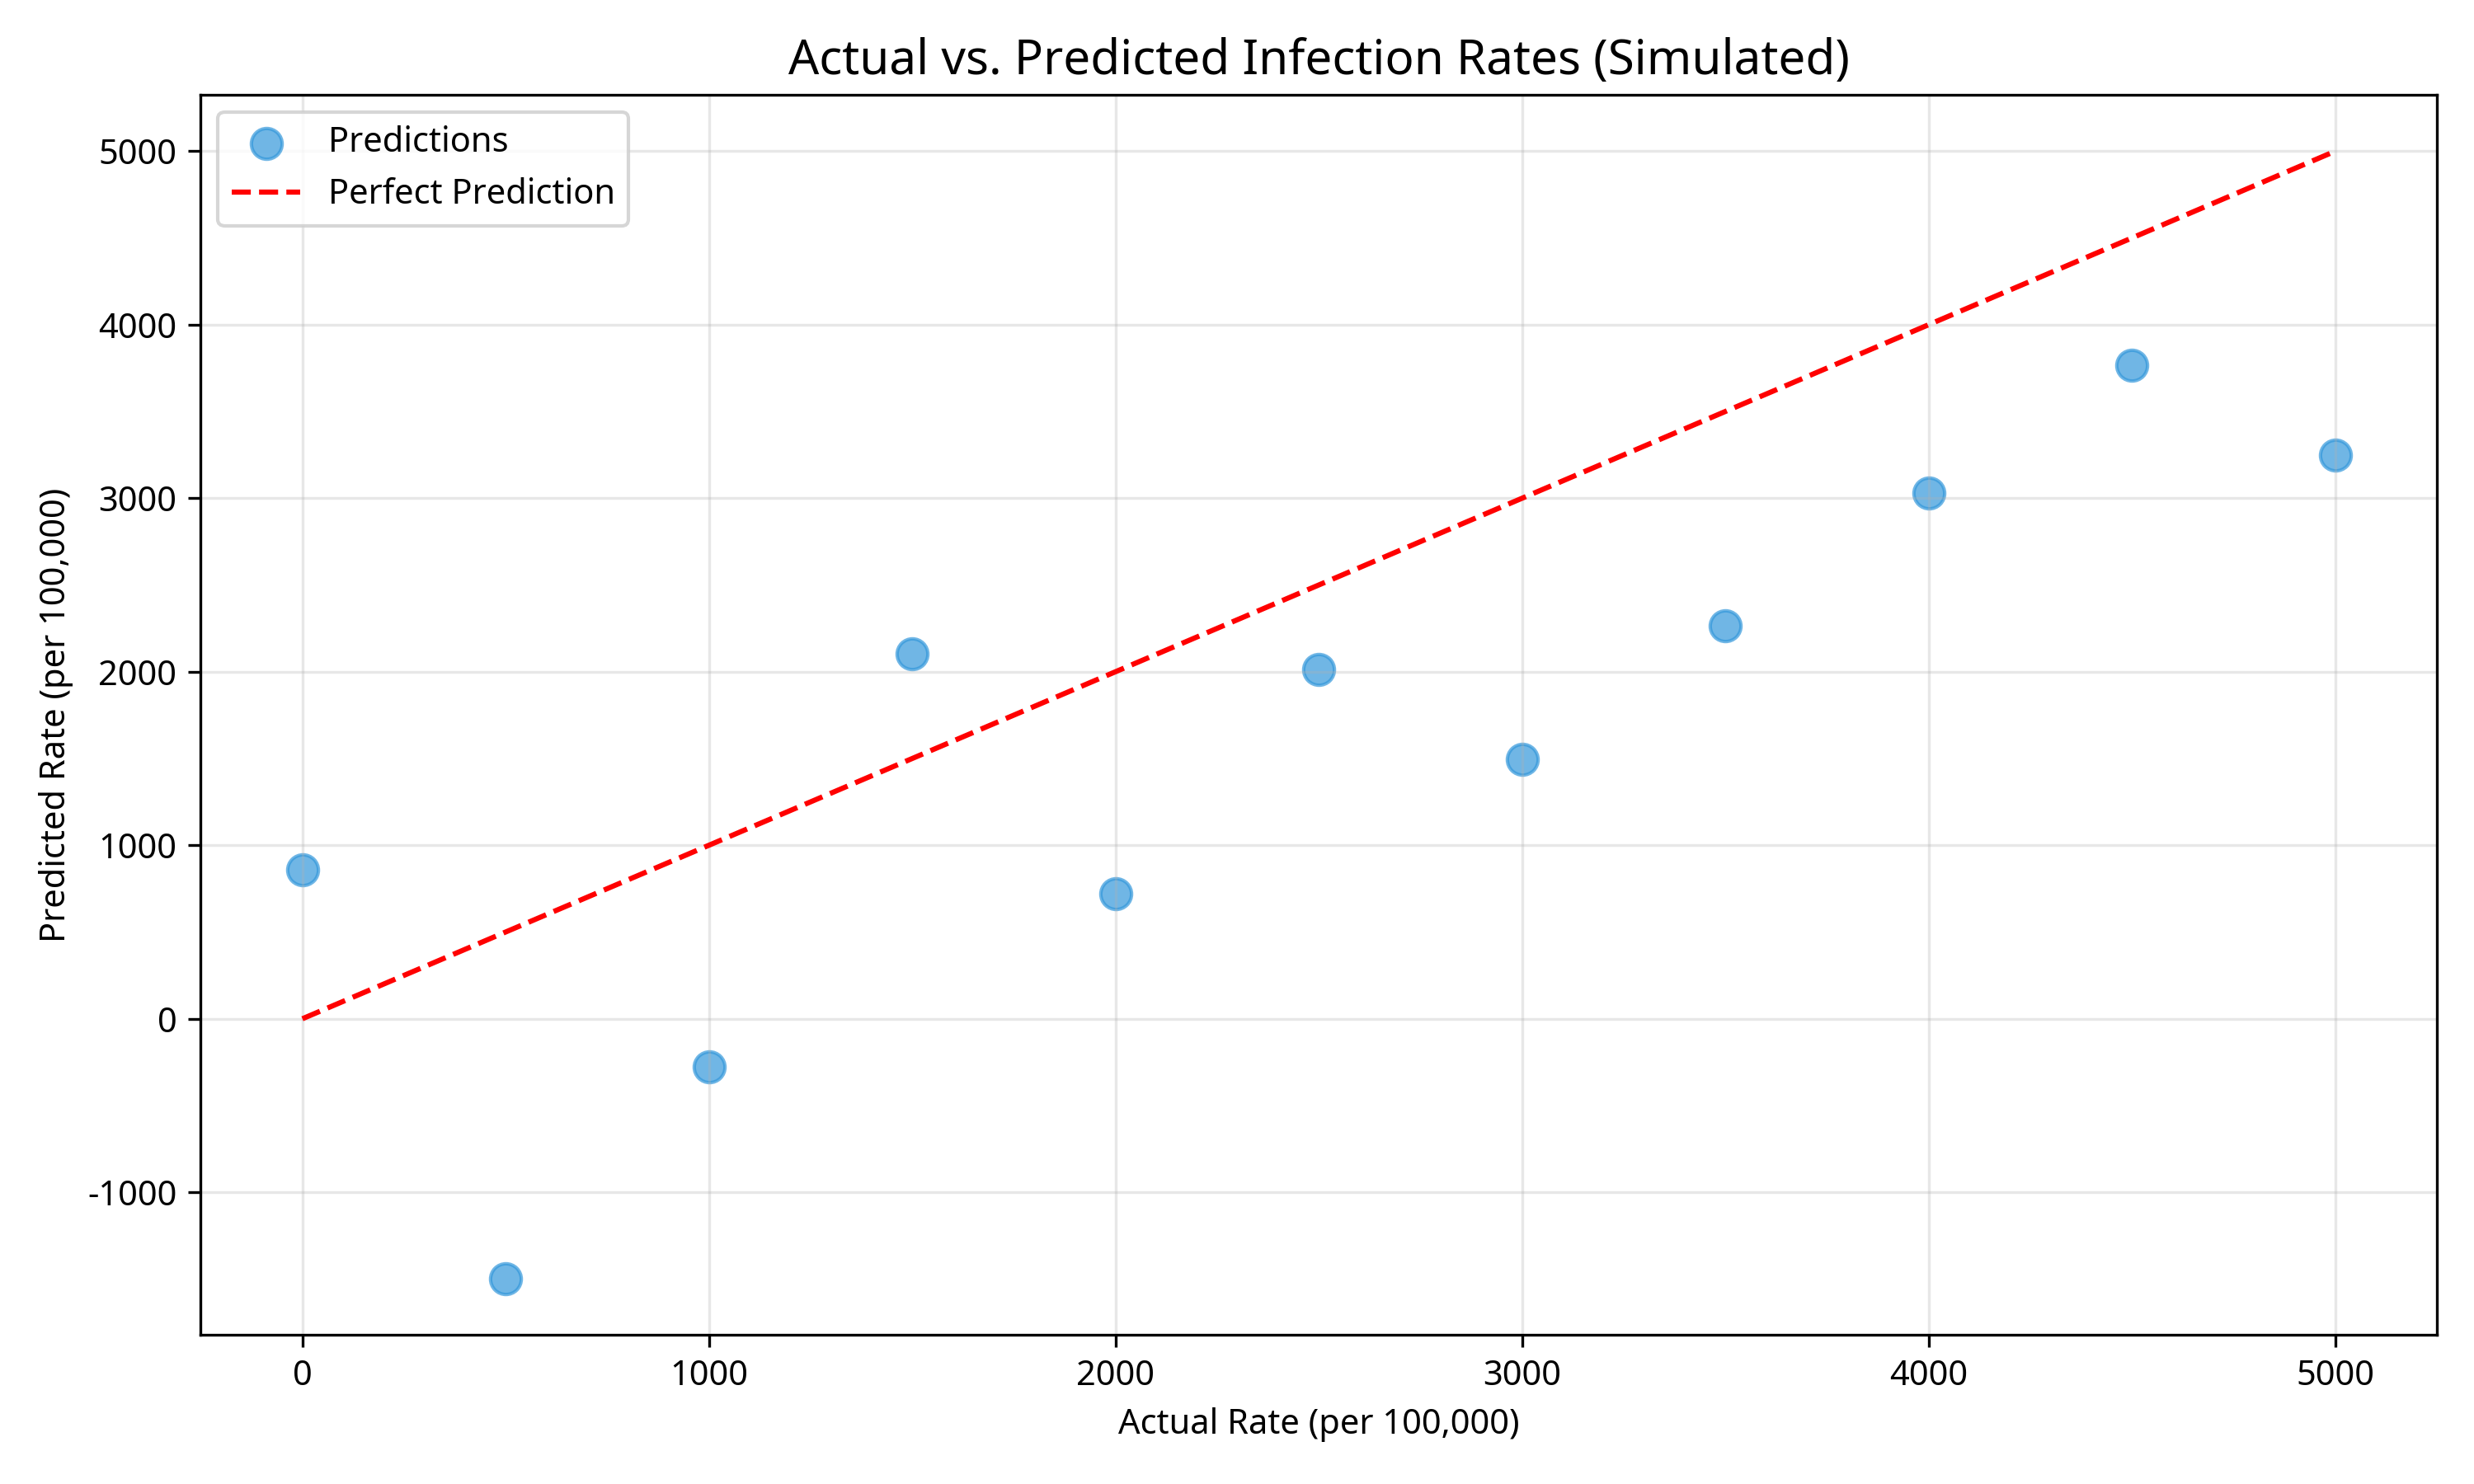 Actual vs. Predicted Infection Rates (Simulated)
Predictions
Perfect Prediction
5000
4000
3000
2000
1000
0
-1000
Predicted Rate (per 100,000)
0 1000 2000 3000 4000 5000
Actual Rate (per 100,000)